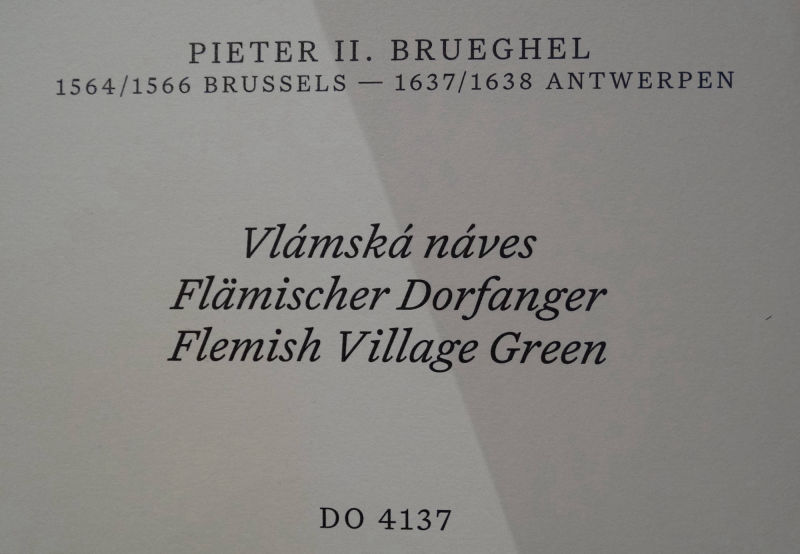 PIETER II. BRUEGHEL
1564/1566 BRUSSELS — 1637/1638 ANTWERPEN
Vlámská náves
Flämischer Dorfanger
Flemish Village Green
DO 4137